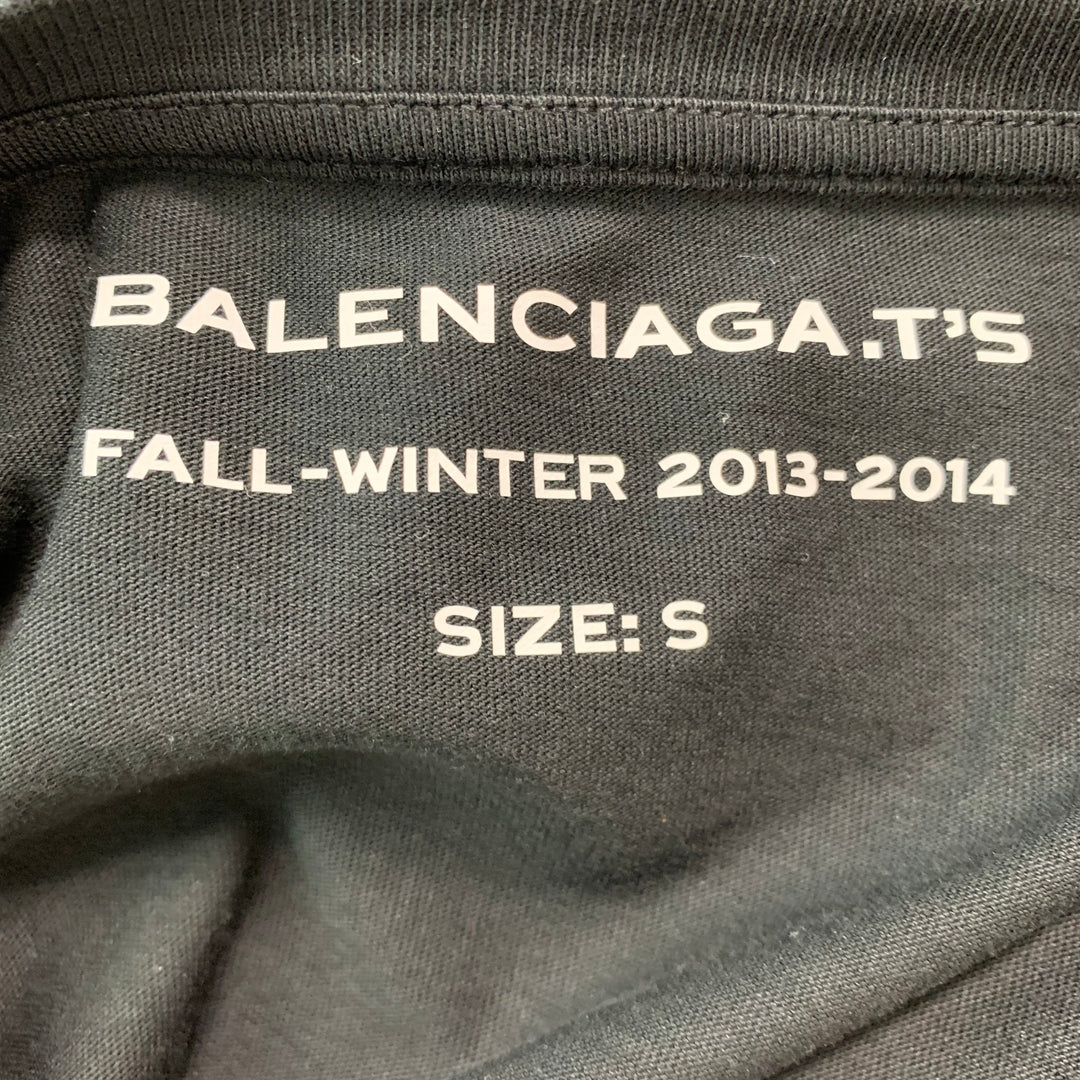 BALENCIAGA.T'S
FALL-WINTER 2013-2014
SIZE: S